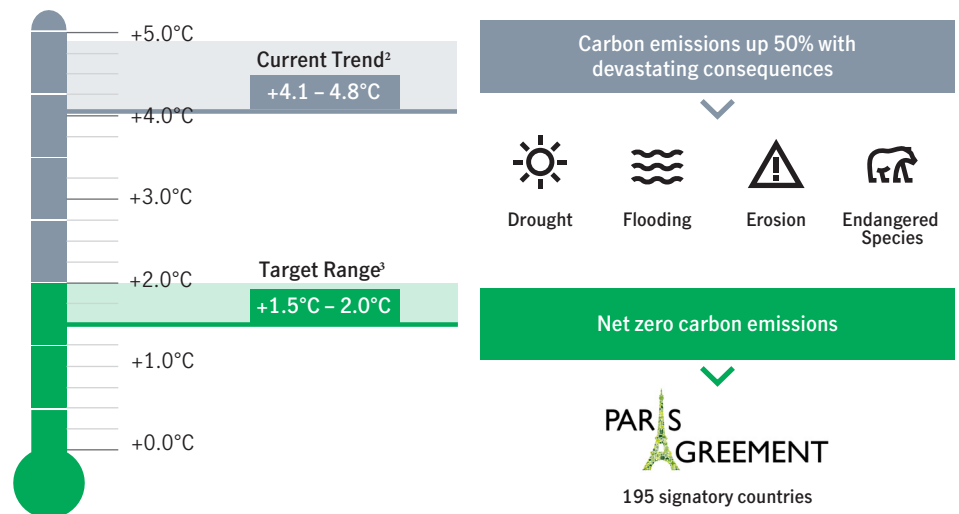 +5.0°C
Current Trend²
+4.1 – 4.8°C
+4.0°C
+3.0°C
+2.0°C
Target Range³
+1.5°C – 2.0°C
+1.0°C
+0.0°C
Carbon emissions up 50% with
devastating consequences
Drought
Flooding
Erosion
Endangered
Species
Net zero carbon emissions
PARIS
AGREEMENT
195 signatory countries